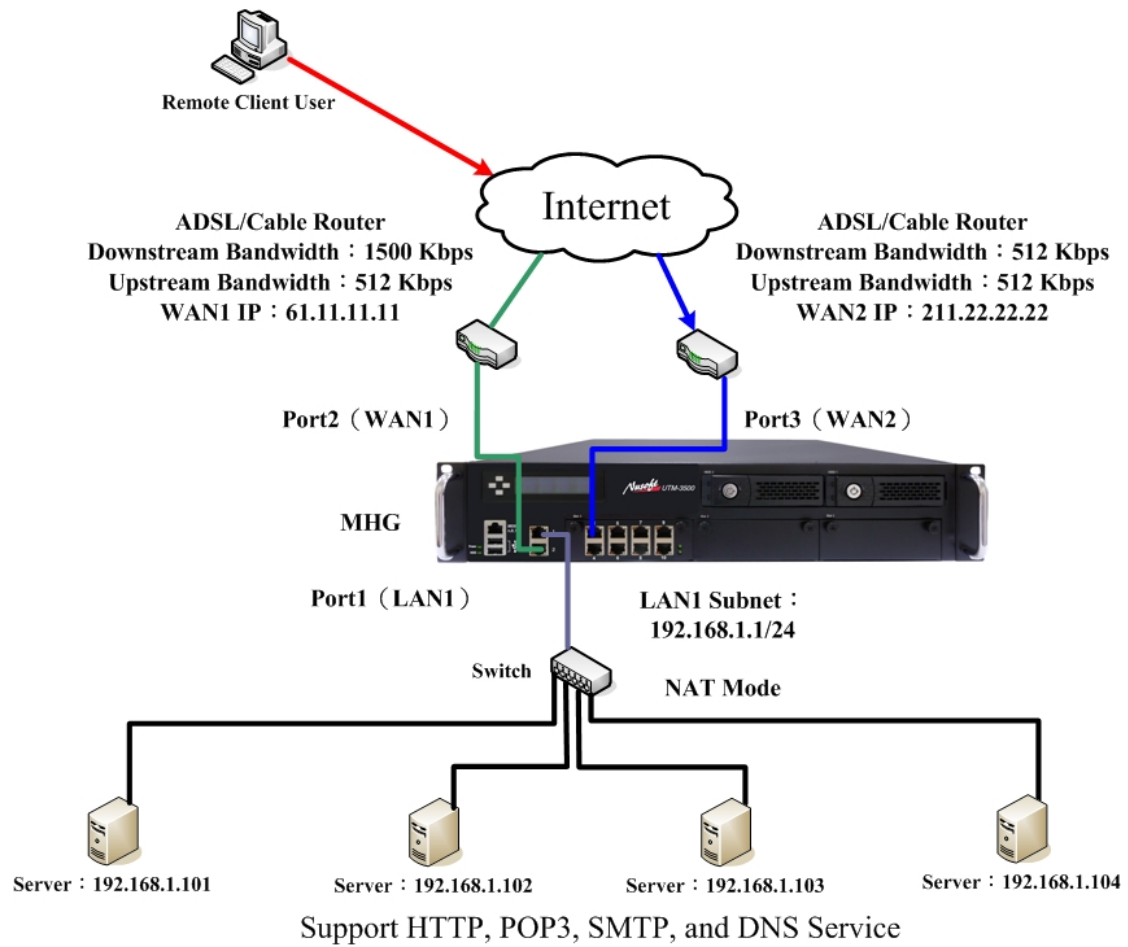 Remote Client User
Internet
ADSL/Cable Router
Downstream Bandwidth：1500 Kbps
Upstream Bandwidth：512 Kbps
WAN1 IP：61.11.11.11
ADSL/Cable Router
Downstream Bandwidth：512 Kbps
Upstream Bandwidth：512 Kbps
WAN2 IP：211.22.22.22
Port2（WAN1）
Port3（WAN2）
Nusoft UTM-3500
MHG
Port1（LAN1）
LAN1 Subnet：
192.168.1.1/24
Switch
NAT Mode
Server：192.168.1.101
Server：192.168.1.102
Server：192.168.1.103
Server：192.168.1.104
Support HTTP, POP3, SMTP, and DNS Service